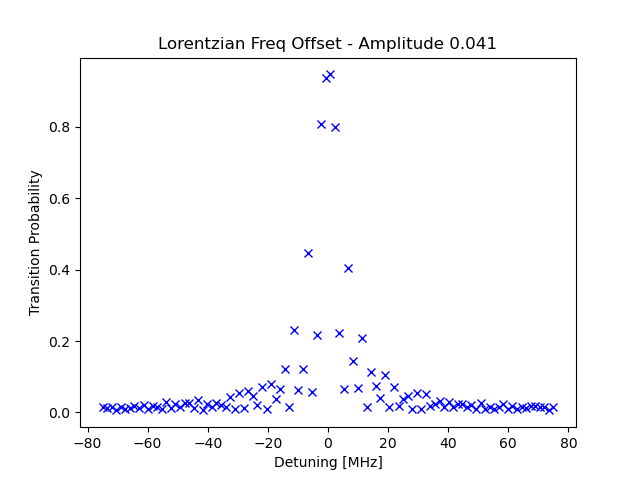 Lorentzian Freq Offset - Amplitude 0.041
Transition Probability
0.8
0.6
0.4
0.2
0.0
−80 −60 −40 −20 0 20 40 60 80
Detuning [MHz]